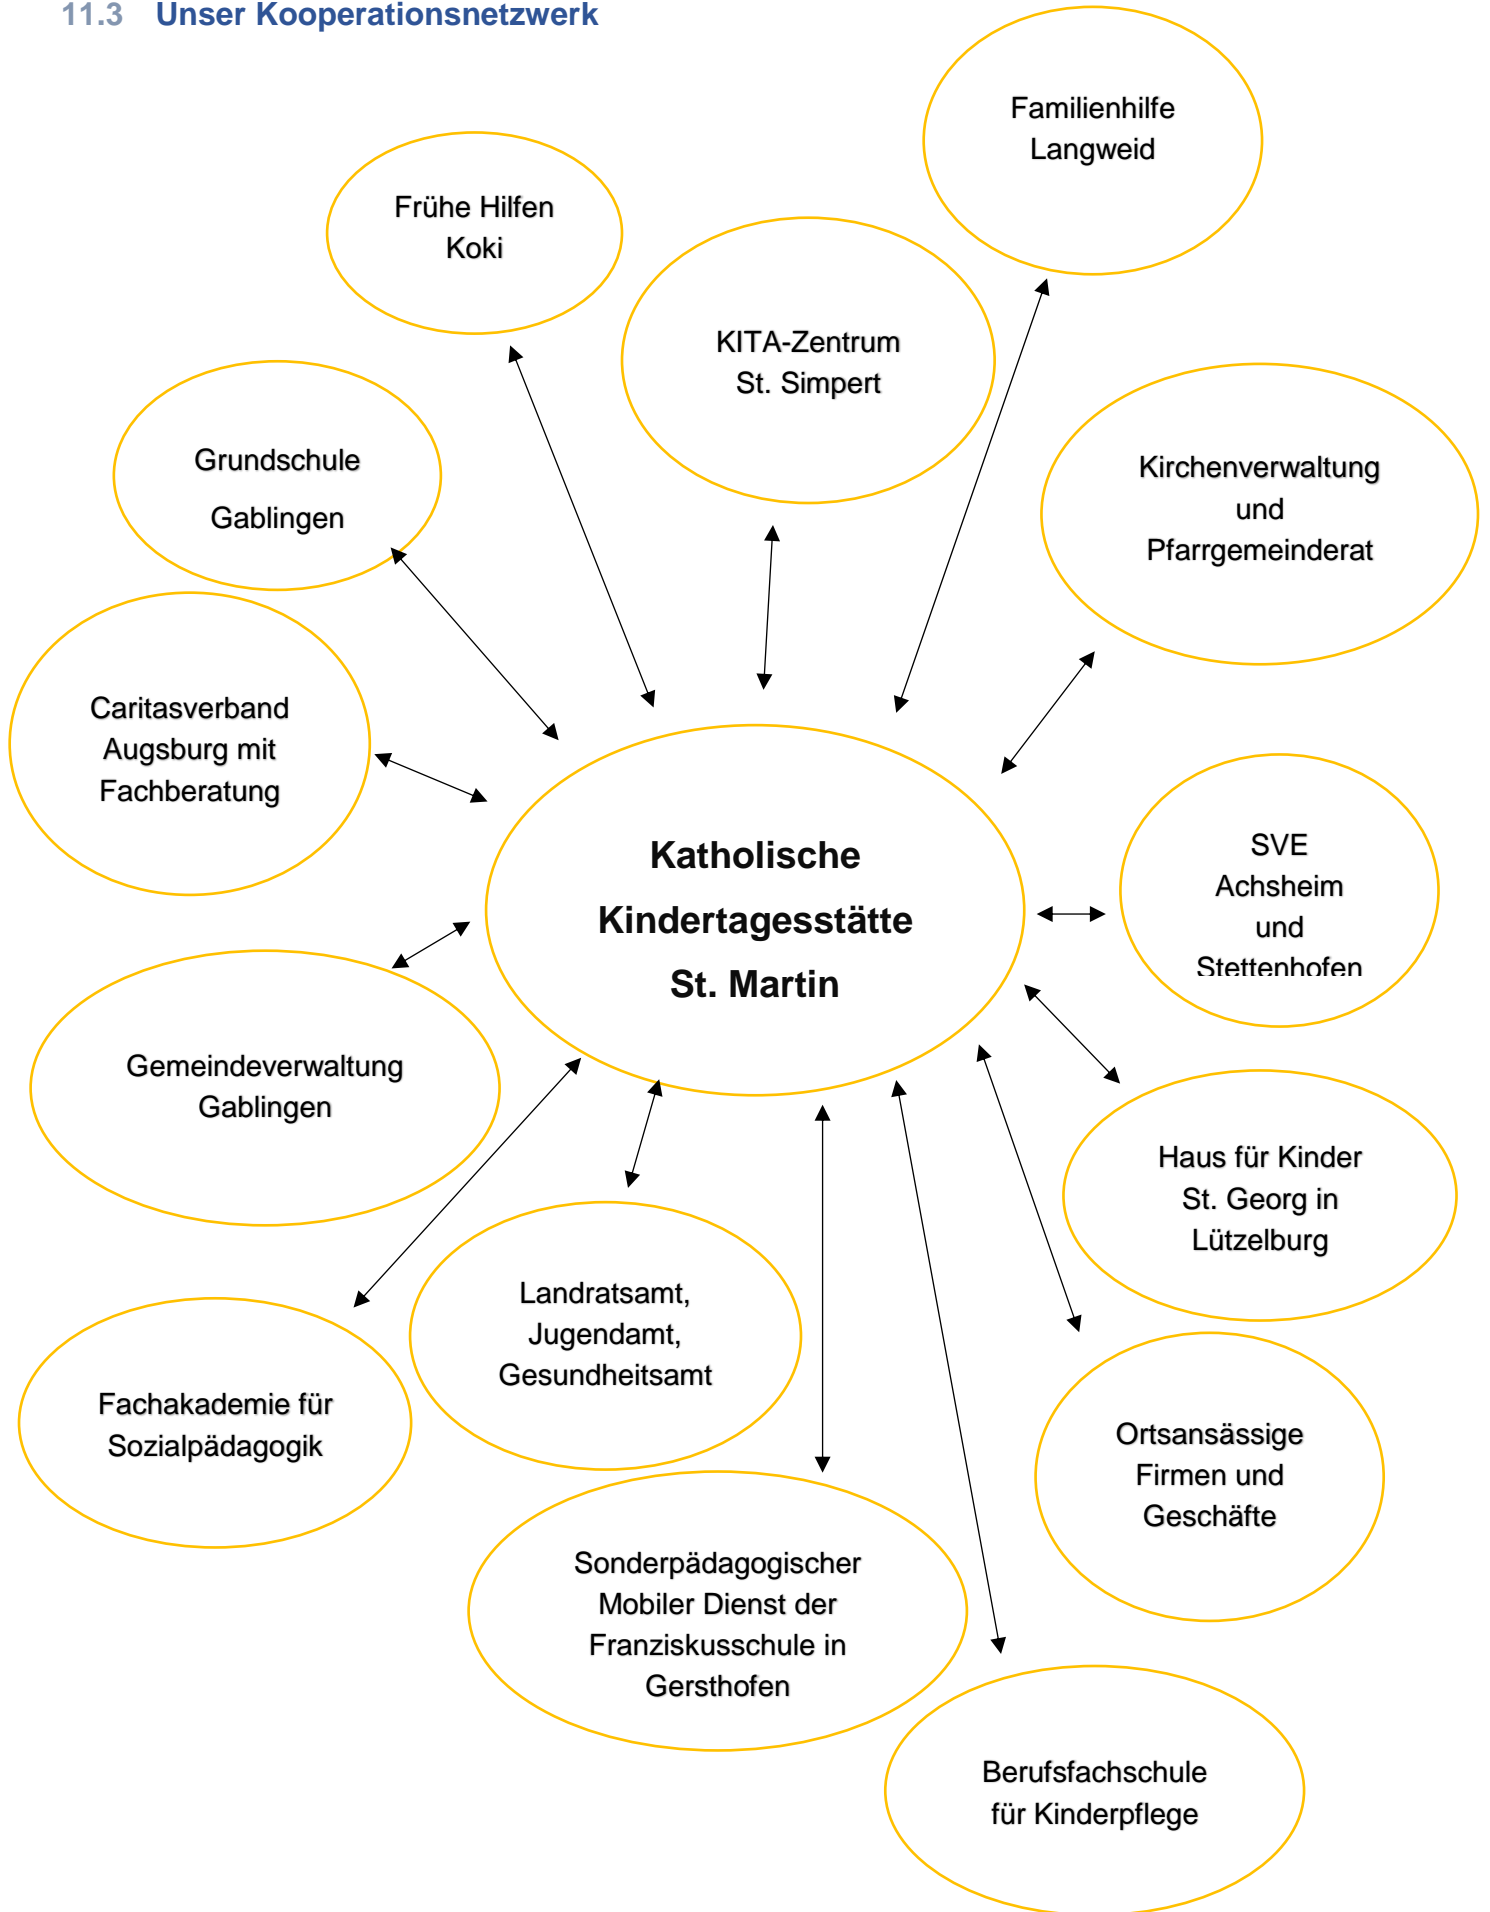 11.3 Unser Kooperationsnetzwerk
Familienhilfe
Langweid
Frühe Hilfen
Koki
KITA-Zentrum
St. Simpert
Grundschule
Gablingen
Kirchenverwaltung
und
Pfarrgemeinderat
Caritasverband
Augsburg mit
Fachberatung
Katholische
Kindertagesstätte
St. Martin
SVE
Achsheim
und
Stettenhofen
Gemeindeverwaltung
Gablingen
Haus für Kinder
St. Georg in
Lützelburg
Landratsamt,
Jugendamt,
Gesundheitsamt
Fachakademie für
Sozialpädagogik
Ortsansässige
Firmen und
Geschäfte
Sonderpädagogischer
Mobiler Dienst der
Franziskusschule in
Gersthofen
Berufsfachschule
für Kinderpflege